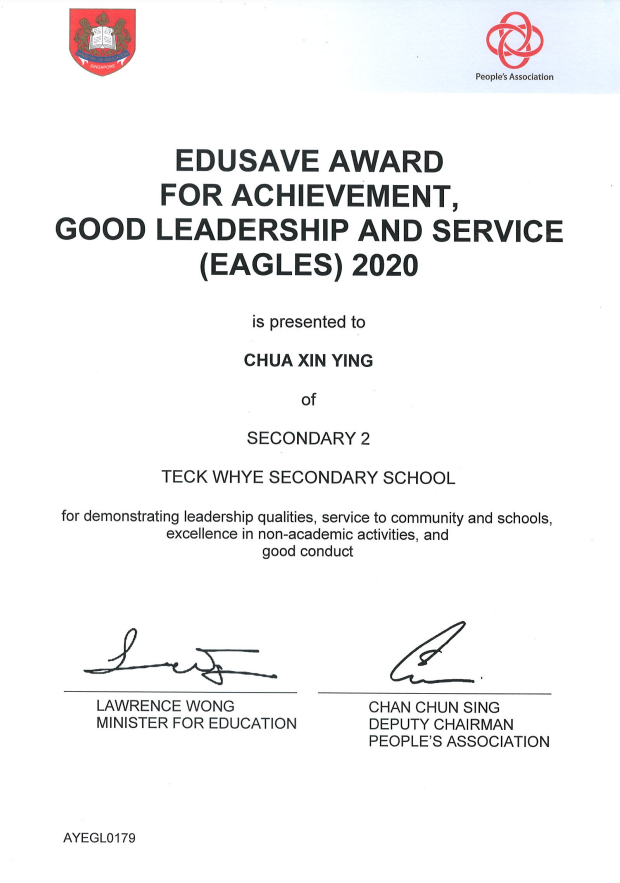 SINGAPORE
People's Association
EDUSAVE AWARD
FOR ACHIEVEMENT,
GOOD LEADERSHIP AND SERVICE
(EAGLES) 2020
is presented to
CHUA XIN YING
of
SECONDARY 2
TECK WHYE SECONDARY SCHOOL
for demonstrating leadership qualities, service to community and schools,
excellence in non-academic activities, and
good conduct
LAWRENCE WONG
MINISTER FOR EDUCATION
CHAN CHUN SING
DEPUTY CHAIRMAN
PEOPLE'S ASSOCIATION
AYEGL0179